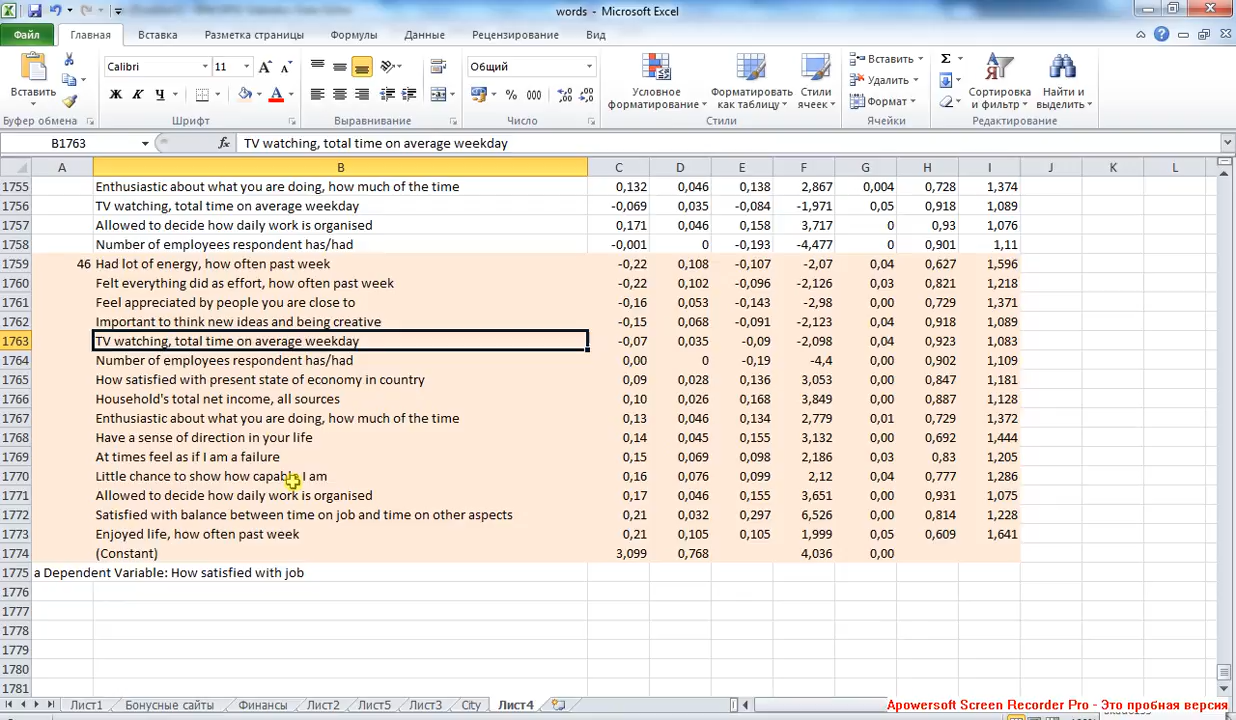 words - Microsoft Excel
Файл Главная Вставка Разметка страницы Формулы Данные Рецензирование Вид
Calibri 11 Общий
Вставить
Ж К Ч
Условное форматирование
Форматировать как таблицу
Стили ячеек
Вставить
Удалить
Формат
Сортировка и фильтр
Найти и выделить
Буфер обмена Шрифт Выравнивание Число Стили Ячейки Редактирование
B1763 fx TV watching, total time on average weekday
A B C D E F G H I J K L
1755 Enthusiastic about what you are doing, how much of the time 0,132 0,046 0,138 2,867 0,004 0,728 1,374
1756 TV watching, total time on average weekday -0,069 0,035 -0,084 -1,971 0,05 0,918 1,089
1757 Allowed to decide how daily work is organised 0,171 0,046 0,158 3,717 0 0,93 1,076
1758 Number of employees respondent has/had -0,001 0 -0,193 -4,477 0 0,901 1,11
1759 46 Had lot of energy, how often past week -0,22 0,108 -0,107 -2,07 0,04 0,627 1,596
1760 Felt everything did as effort, how often past week -0,22 0,102 -0,096 -2,126 0,03 0,821 1,218
1761 Feel appreciated by people you are close to -0,16 0,053 -0,143 -2,98 0,00 0,729 1,371
1762 Important to think new ideas and being creative -0,15 0,068 -0,091 -2,123 0,04 0,918 1,089
1763 TV watching, total time on average weekday -0,07 0,035 -0,09 -2,098 0,04 0,923 1,083
1764 Number of employees respondent has/had 0,00 0 -0,19 -4,4 0,00 0,902 1,109
1765 How satisfied with present state of economy in country 0,09 0,028 0,136 3,053 0,00 0,847 1,181
1766 Household's total net income, all sources 0,10 0,026 0,168 3,849 0,00 0,887 1,128
1767 Enthusiastic about what you are doing, how much of the time 0,13 0,046 0,134 2,779 0,01 0,729 1,372
1768 Have a sense of direction in your life 0,14 0,045 0,155 3,132 0,00 0,692 1,444
1769 At times feel as if I am a failure 0,15 0,069 0,098 2,186 0,03 0,83 1,205
1770 Little chance to show how capable I am 0,16 0,076 0,099 2,12 0,04 0,777 1,286
1771 Allowed to decide how daily work is organised 0,17 0,046 0,155 3,651 0,00 0,931 1,075
1772 Satisfied with balance between time on job and time on other aspects 0,21 0,032 0,297 6,526 0,00 0,814 1,228
1773 Enjoyed life, how often past week 0,21 0,105 0,105 1,999 0,05 0,609 1,641
1774 (Constant) 3,099 0,768 4,036 0,00
1775 a Dependent Variable: How satisfied with job
1776
1777
1778
1779
1780
1781
Лист1 Бонусные сайты Финансы Лист2 Лист5 Лист3 City Лист4
Apowersoft Screen Recorder Pro - Это пробная версия